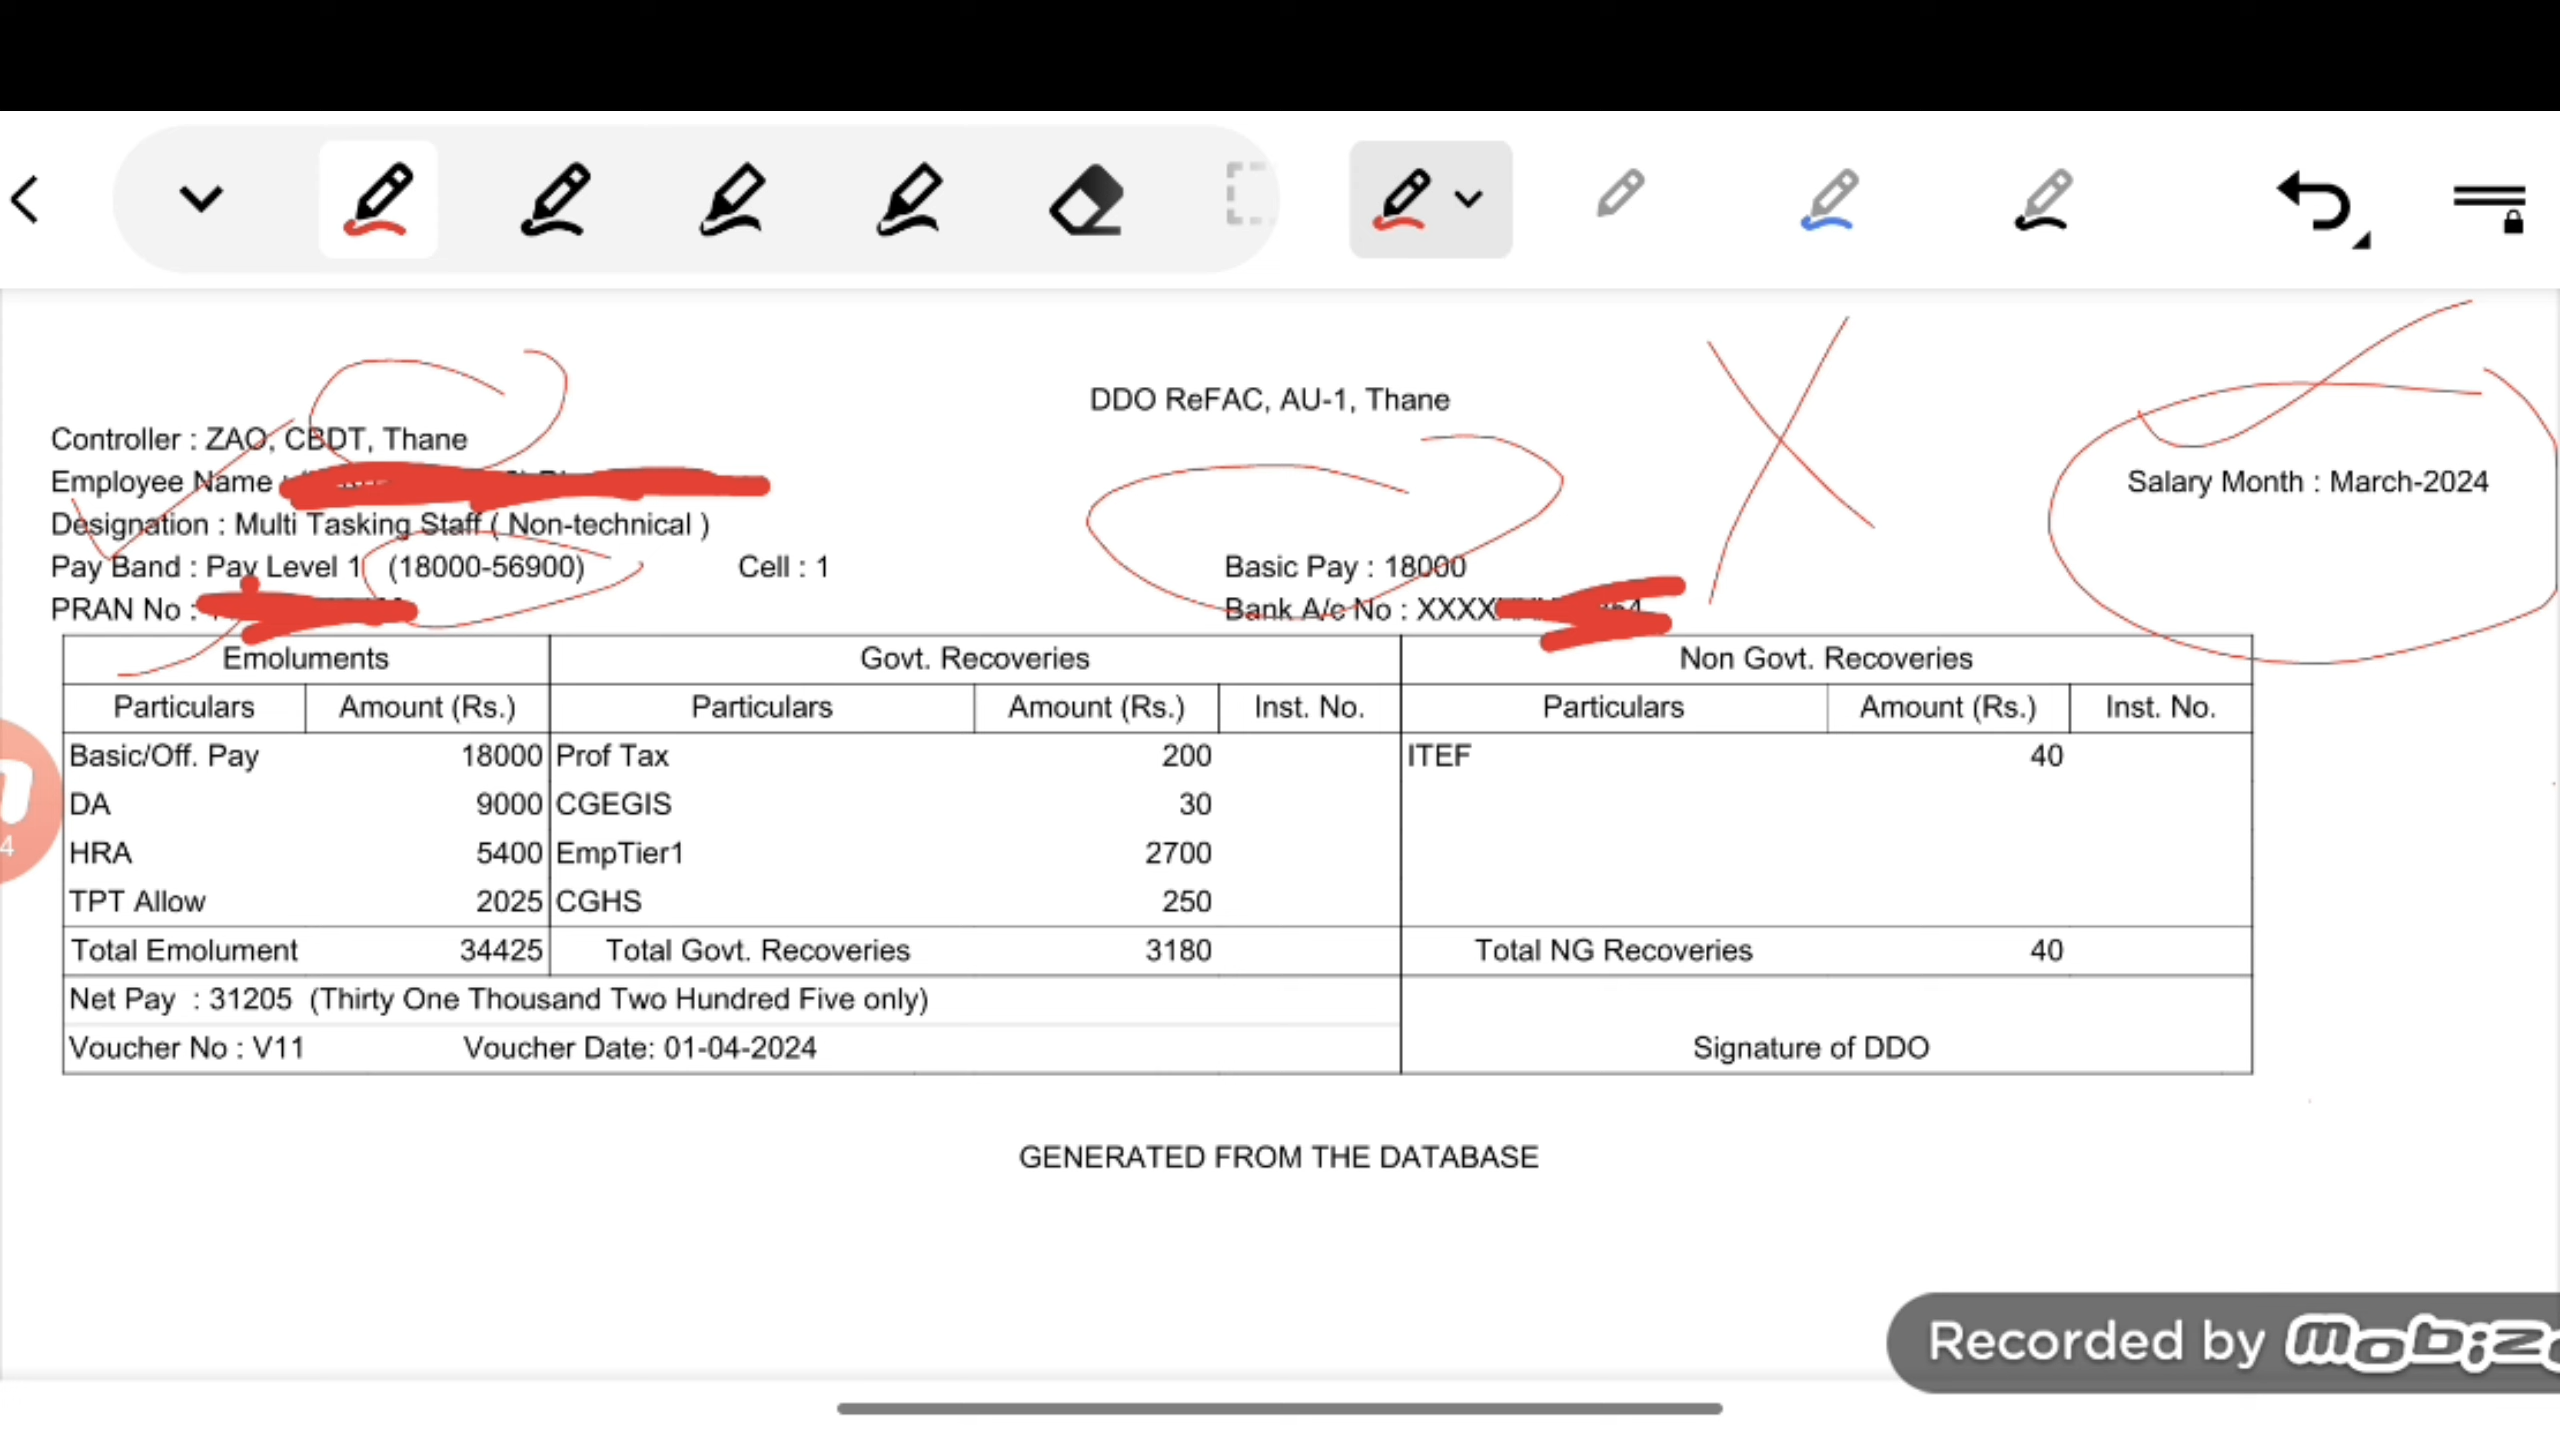 DDO ReFAC, AU-1, Thane
Controller : ZAO, CBDT, Thane
Employee Name :
Salary Month : March-2024
Designation : Multi Tasking Staff ( Non-technical )
Pay Band : Pay Level 1 (18000-56900) Cell : 1 Basic Pay : 18000
PRAN No : Bank A/c No : XXXX
Emoluments Govt. Recoveries Non Govt. Recoveries
Particulars Amount (Rs.) Particulars Amount (Rs.) Inst. No. Particulars Amount (Rs.) Inst. No.
Basic/Off. Pay 18000 Prof Tax 200 ITEF 40
DA 9000 CGEGIS 30
HRA 5400 EmpTier1 2700
TPT Allow 2025 CGHS 250
Total Emolument 34425 Total Govt. Recoveries 3180 Total NG Recoveries 40
Net Pay : 31205 (Thirty One Thousand Two Hundred Five only)
Voucher No : V11 Voucher Date: 01-04-2024 Signature of DDO
GENERATED FROM THE DATABASE
Recorded by